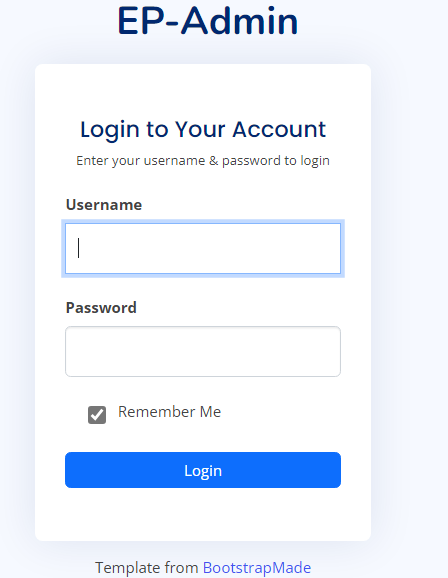 EP-Admin
Login to Your Account
Enter your username & password to login
Username
Password
Remember Me
Login
Template from BootstrapMade